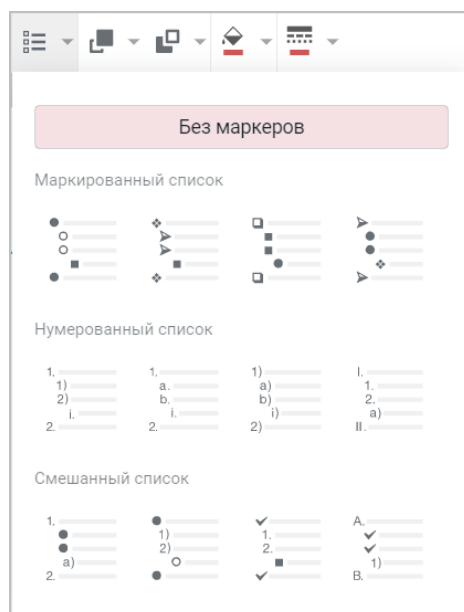 Без маркеров
Маркированный список
Нумерованный список
1. 1. 1) I.
1) a. a) 1.
2) b. b) 2.
i. i. i) a)
2. 2. 2) II.
Смешанный список
1. A.
1) 1.
2) 2.
a) 1)
2. B.